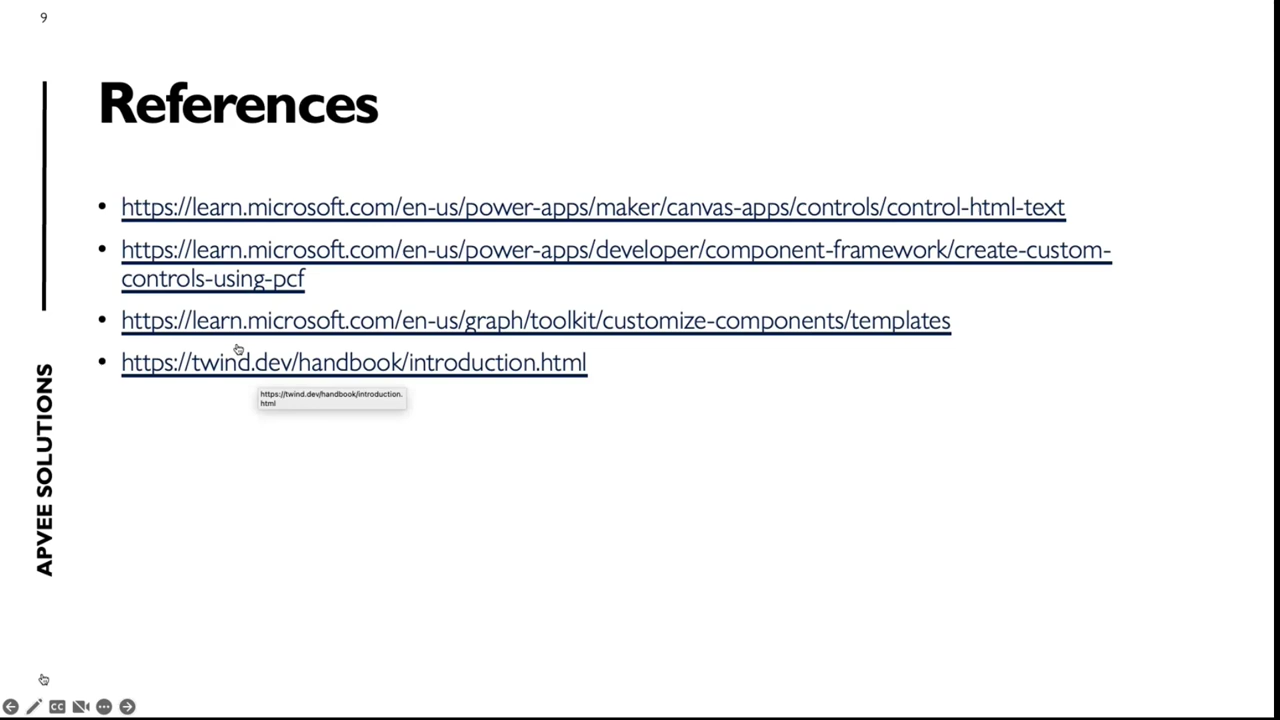 9
References
• https://learn.microsoft.com/en-us/power-apps/maker/canvas-apps/controls/control-html-text
• https://learn.microsoft.com/en-us/power-apps/developer/component-framework/create-custom-
controls-using-pcf
• https://learn.microsoft.com/en-us/graph/toolkit/customize-components/templates
• https://twind.dev/handbook/introduction.html
https://twind.dev/handbook/introduction.
html
APVEE SOLUTIONS
CC